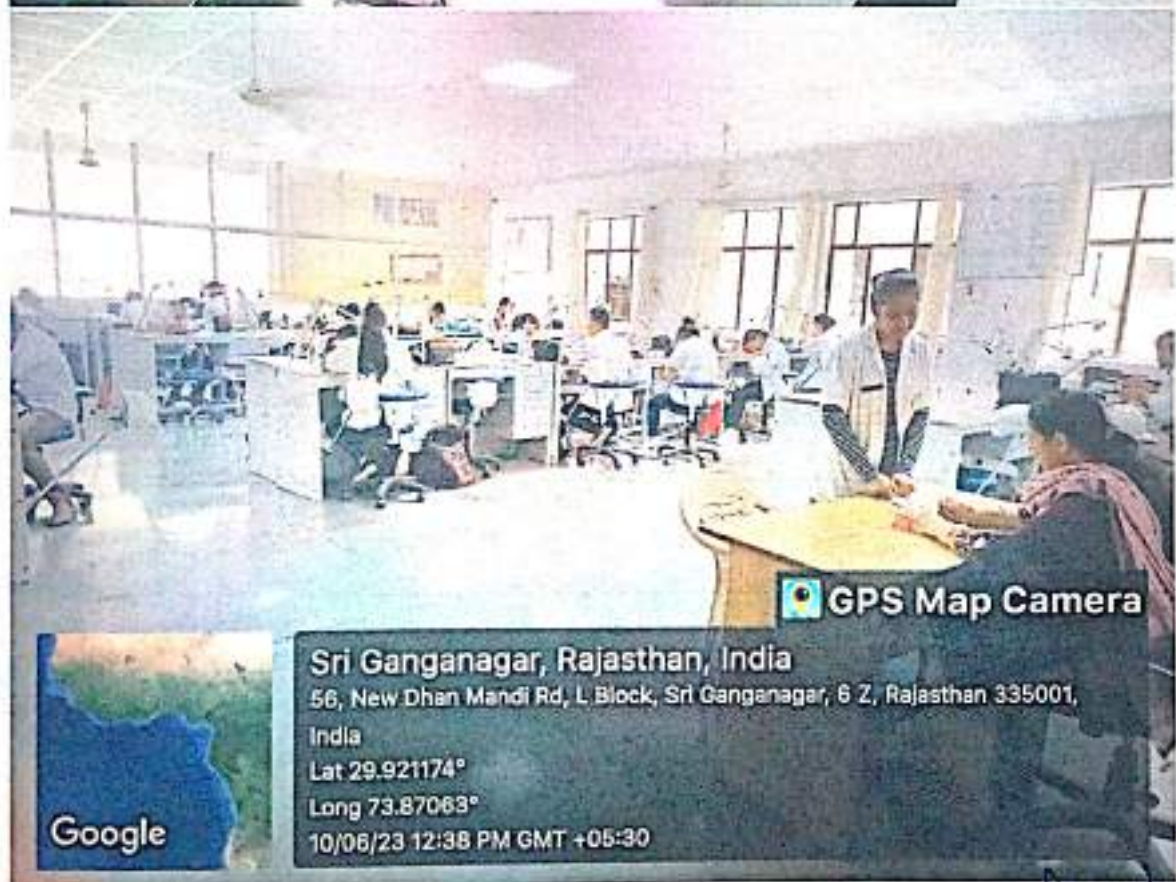 GPS Map Camera
Sri Ganganagar, Rajasthan, India
56, New Dhan Mandi Rd, L Block, Sri Ganganagar, 6 Z, Rajasthan 335001,
India
Lat 29.921174°
Long 73.87063°
10/06/23 12:38 PM GMT +05:30
Google